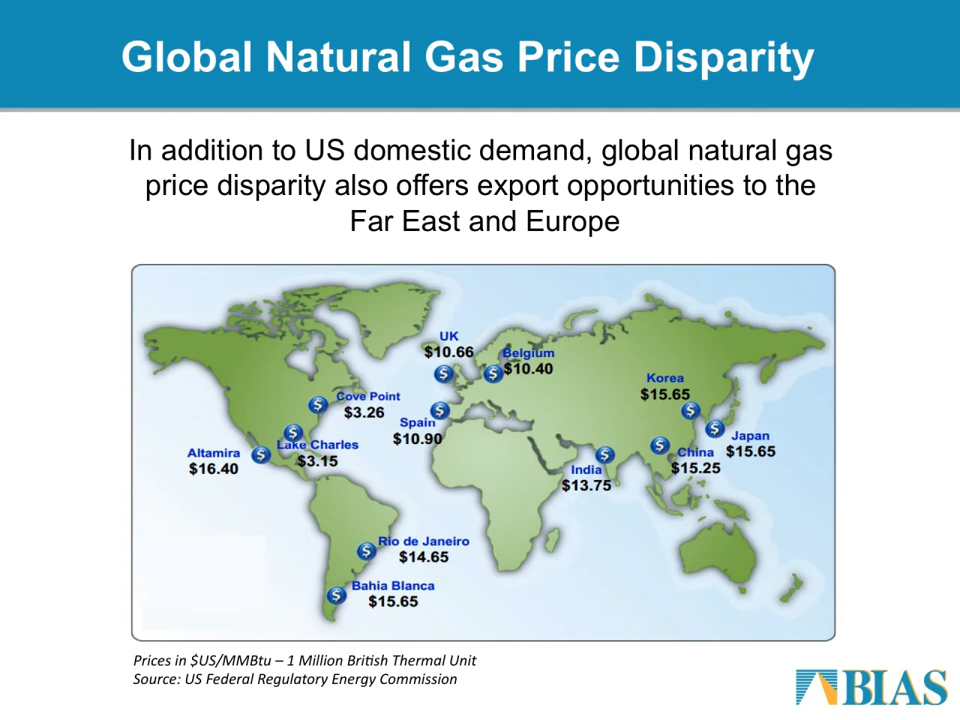 Global Natural Gas Price Disparity
In addition to US domestic demand, global natural gas
price disparity also offers export opportunities to the
Far East and Europe
UK
$10.66
Belgium
$10.40
Korea
$15.65
Cove Point
$3.26
Spain
$10.90
Altamira
$16.40
Lake Charles
$3.15
Japan
$15.65
China
$15.25
India
$13.75
Rio de Janeiro
$14.65
Bahia Blanca
$15.65
Prices in $US/MMBtu – 1 Million British Thermal Unit
Source: US Federal Regulatory Energy Commission
BIAS